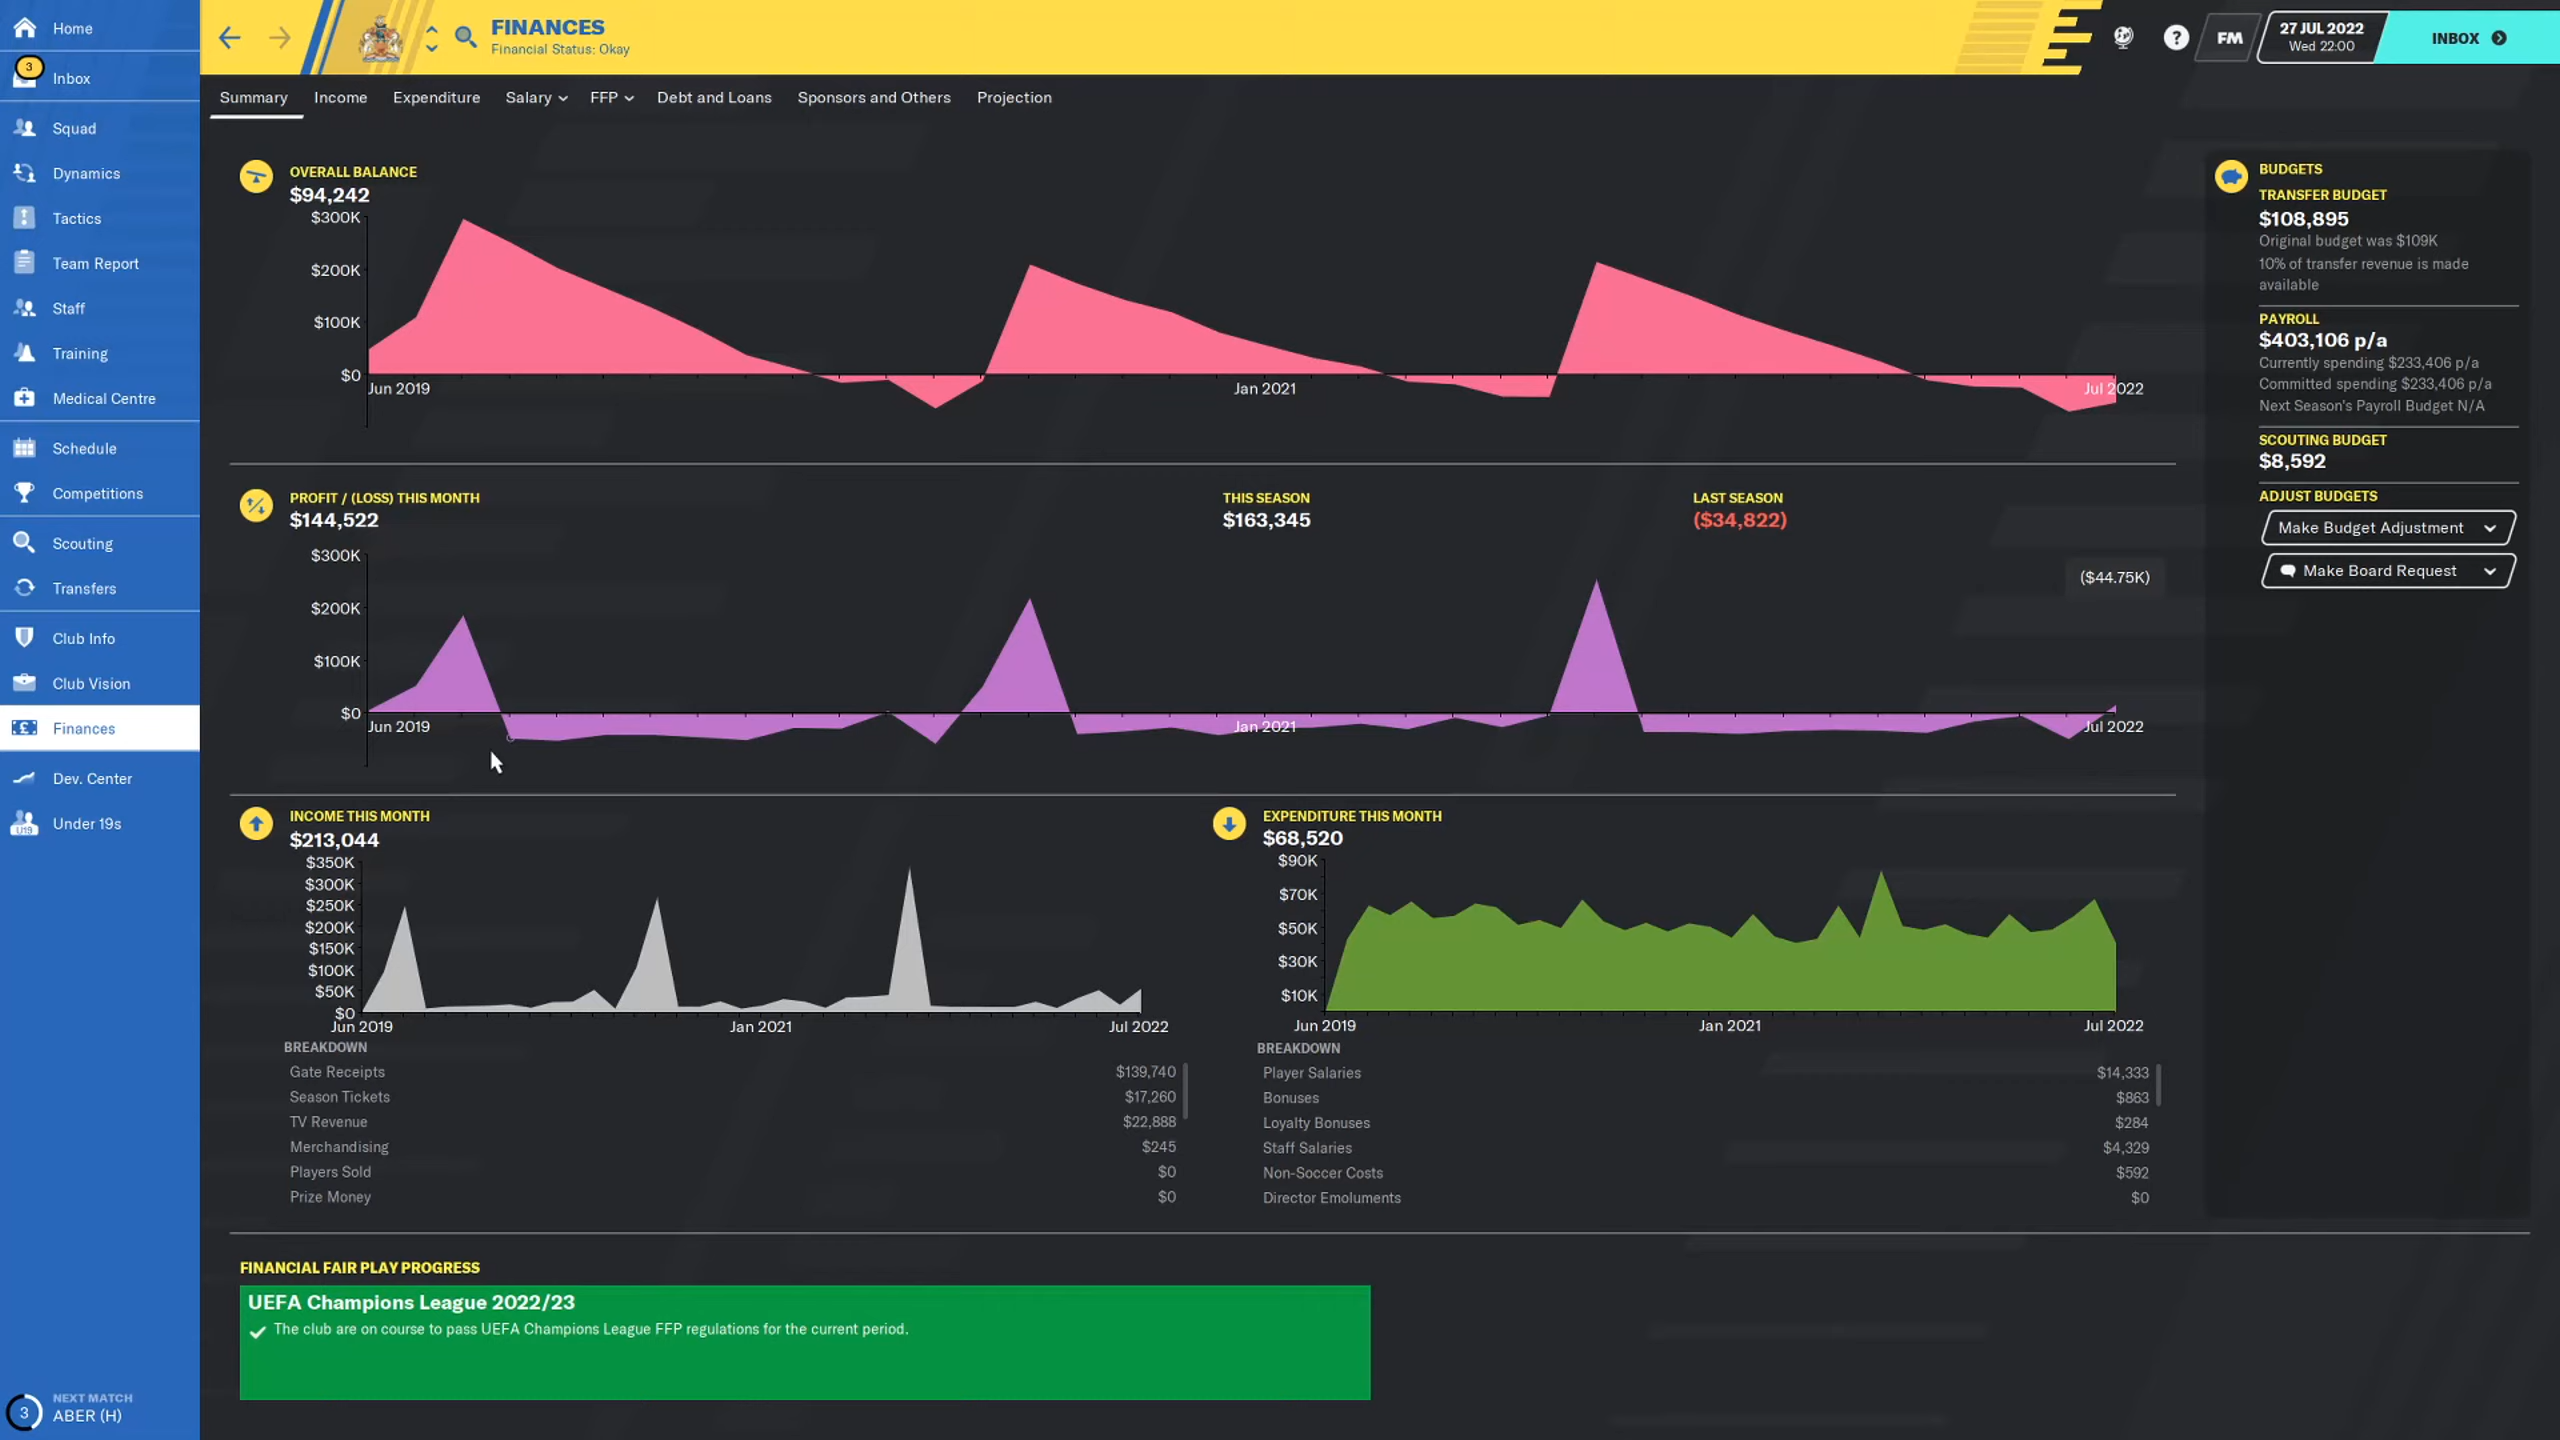 Home
3
Inbox
Squad
Dynamics
Tactics
Team Report
Staff
Training
Medical Centre
Schedule
Competitions
Scouting
Transfers
Club Info
Club Vision
Finances
Dev. Center
U19
Under 19s
3
NEXT MATCH
ABER (H)
FINANCES
Financial Status: Okay
?
FM
27 JUL 2022
Wed 22:00
INBOX
Summary
Income
Expenditure
Salary
FFP
Debt and Loans
Sponsors and Others
Projection
OVERALL BALANCE
$94,242
$300K
$200K
$100K
$0
Jun 2019
Jan 2021
Jul 2022
PROFIT / (LOSS) THIS MONTH
$144,522
THIS SEASON
$163,345
LAST SEASON
($34,822)
$300K
$200K
$100K
$0
($44.75K)
Jun 2019
Jan 2021
Jul 2022
INCOME THIS MONTH
$213,044
$350K
$300K
$250K
$200K
$150K
$100K
$50K
$0
Jun 2019
Jan 2021
Jul 2022
BREAKDOWN
Gate Receipts $139,740
Season Tickets $17,260
TV Revenue $22,888
Merchandising $245
Players Sold $0
Prize Money $0
EXPENDITURE THIS MONTH
$68,520
$90K
$70K
$50K
$30K
$10K
Jun 2019
Jan 2021
Jul 2022
BREAKDOWN
Player Salaries $14,333
Bonuses $863
Loyalty Bonuses $284
Staff Salaries $4,329
Non-Soccer Costs $592
Director Emoluments $0
BUDGETS
TRANSFER BUDGET
$108,895
Original budget was $109K
10% of transfer revenue is made
available
PAYROLL
$403,106 p/a
Currently spending $233,406 p/a
Committed spending $233,406 p/a
Next Season's Payroll Budget N/A
SCOUTING BUDGET
$8,592
ADJUST BUDGETS
Make Budget Adjustment
Make Board Request
FINANCIAL FAIR PLAY PROGRESS
UEFA Champions League 2022/23
The club are on course to pass UEFA Champions League FFP regulations for the current period.